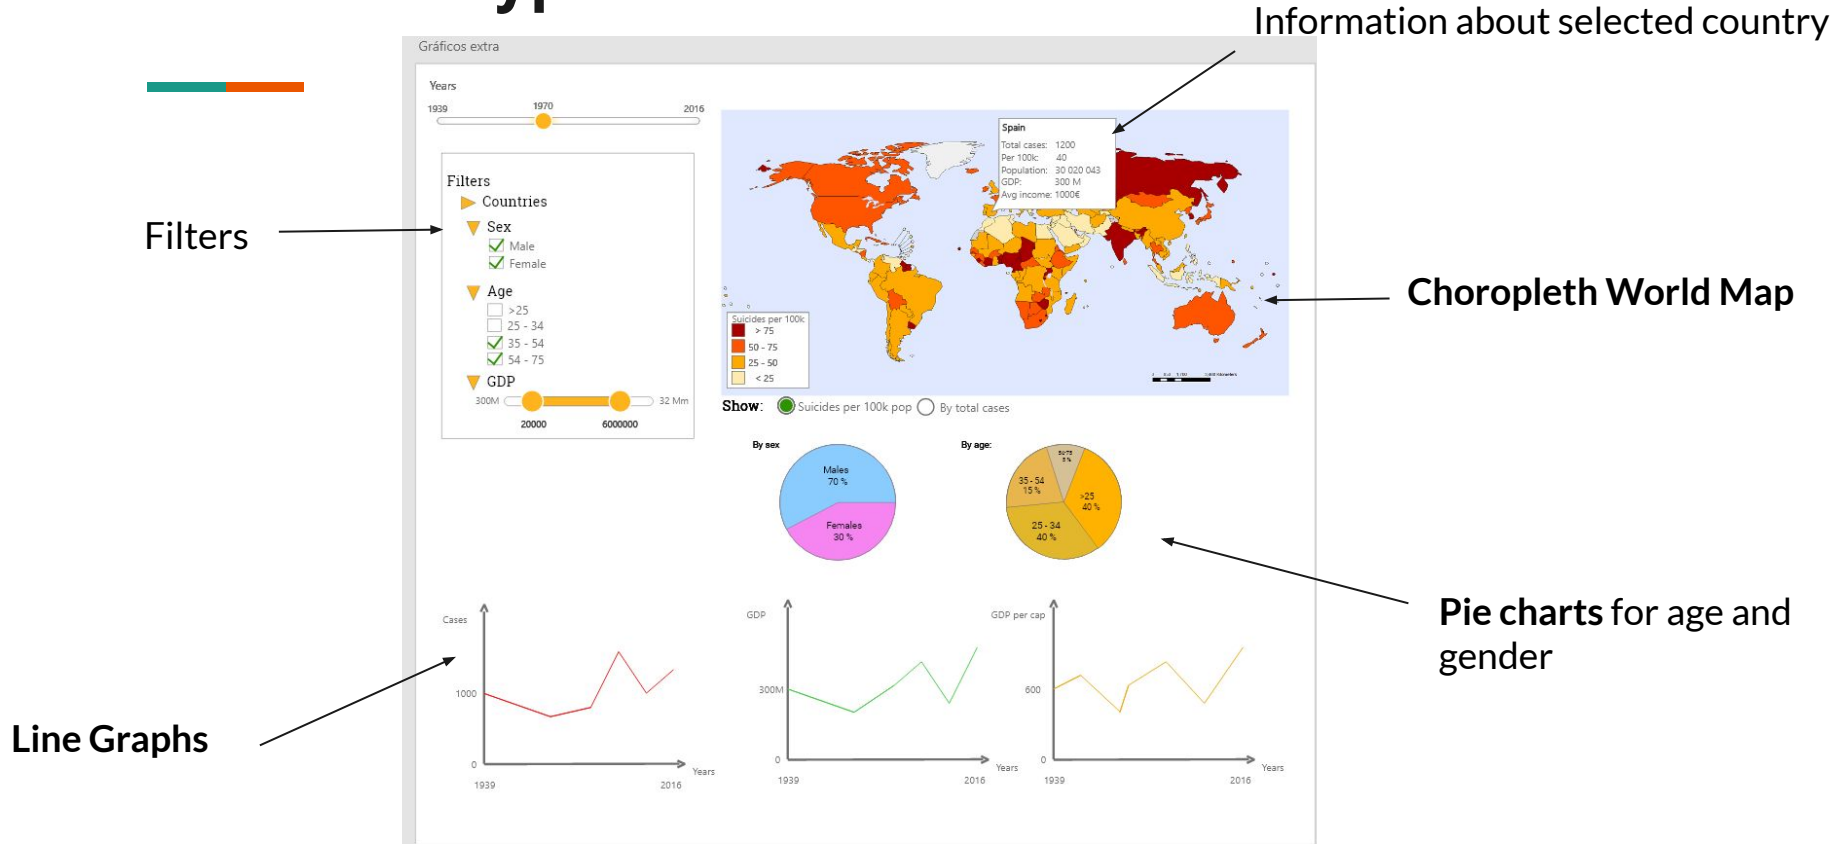 Information about selected country
Gráficos extra
Years
1939 1970 2016
Filters
Countries
Sex
Male
Female
Age
>25
25 - 34
35 - 54
54 - 75
GDP
300M 32 Mm
20000 6000000
Filters
Spain
Total cases: 1200
Per 100k: 40
Population: 30 020 043
GDP: 300 M
Avg income: 1000€
Suicides per 100k
> 75
50 - 75
25 - 50
< 25
Choropleth World Map
Show: Suicides per 100k pop By total cases
By sex
Males
70 %
Females
30 %
By age:
35 - 54
15 %
>25
40 %
25 - 34
40 %
Pie charts for age and
gender
Line Graphs
Cases
1000
0
Years
1939 2016
GDP
300M
0
Years
1939 2016
GDP per cap
600
0
Years
1939 2016